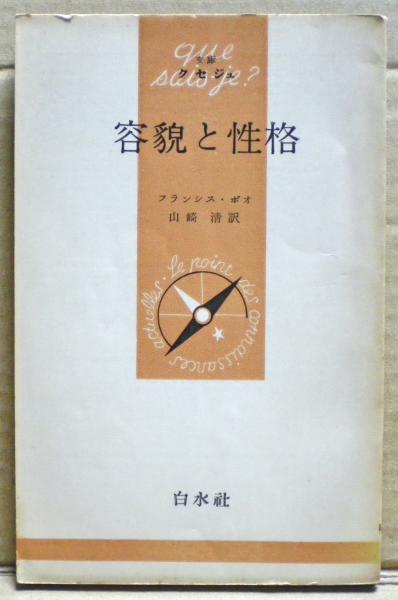 que
sais-je?
文庫
クセジュ
容貌と性格
フランシス・ボオ
山崎 清訳
Le point des connaissances actuelles.
白水社